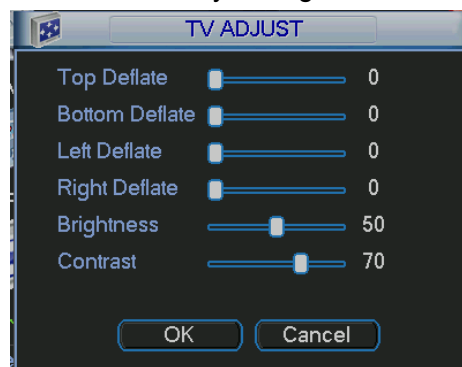 TV ADJUST
Top Deflate 0
Bottom Deflate 0
Left Deflate 0
Right Deflate 0
Brightness 50
Contrast 70
OK Cancel